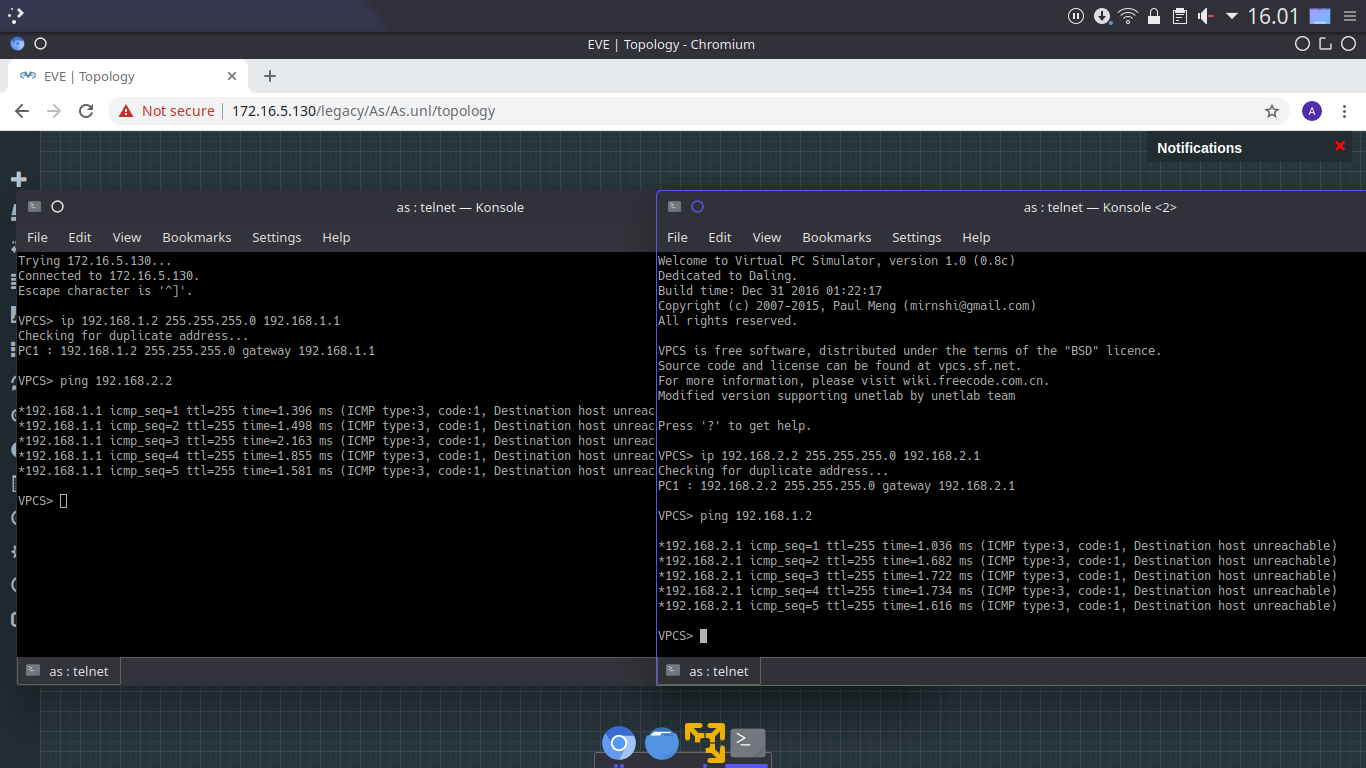 16.01
EVE | Topology - Chromium
EVE | Topology
Not secure | 172.16.5.130/legacy/As/As.unl/topology
A
Notifications
as : telnet — Konsole
File Edit View Bookmarks Settings Help
Trying 172.16.5.130...
Connected to 172.16.5.130.
Escape character is '^]'.
VPCS> ip 192.168.1.2 255.255.255.0 192.168.1.1
Checking for duplicate address...
PC1 : 192.168.1.2 255.255.255.0 gateway 192.168.1.1
VPCS> ping 192.168.2.2
*192.168.1.1 icmp_seq=1 ttl=255 time=1.396 ms (ICMP type:3, code:1, Destination host unreac
*192.168.1.1 icmp_seq=2 ttl=255 time=1.498 ms (ICMP type:3, code:1, Destination host unreac
*192.168.1.1 icmp_seq=3 ttl=255 time=2.163 ms (ICMP type:3, code:1, Destination host unreac
*192.168.1.1 icmp_seq=4 ttl=255 time=1.855 ms (ICMP type:3, code:1, Destination host unreac
*192.168.1.1 icmp_seq=5 ttl=255 time=1.581 ms (ICMP type:3, code:1, Destination host unreac
VPCS>
as : telnet
as : telnet — Konsole <2>
File Edit View Bookmarks Settings Help
Welcome to Virtual PC Simulator, version 1.0 (0.8c)
Dedicated to Daling.
Build time: Dec 31 2016 01:22:17
Copyright (c) 2007-2015, Paul Meng (mirnshi@gmail.com)
All rights reserved.
VPCS is free software, distributed under the terms of the "BSD" licence.
Source code and license can be found at vpcs.sf.net.
For more information, please visit wiki.freecode.com.cn.
Modified version supporting unetlab by unetlab team
Press '?' to get help.
VPCS> ip 192.168.2.2 255.255.255.0 192.168.2.1
Checking for duplicate address...
PC1 : 192.168.2.2 255.255.255.0 gateway 192.168.2.1
VPCS> ping 192.168.1.2
*192.168.2.1 icmp_seq=1 ttl=255 time=1.036 ms (ICMP type:3, code:1, Destination host unreachable)
*192.168.2.1 icmp_seq=2 ttl=255 time=1.682 ms (ICMP type:3, code:1, Destination host unreachable)
*192.168.2.1 icmp_seq=3 ttl=255 time=1.722 ms (ICMP type:3, code:1, Destination host unreachable)
*192.168.2.1 icmp_seq=4 ttl=255 time=1.734 ms (ICMP type:3, code:1, Destination host unreachable)
*192.168.2.1 icmp_seq=5 ttl=255 time=1.616 ms (ICMP type:3, code:1, Destination host unreachable)
VPCS>
as : telnet